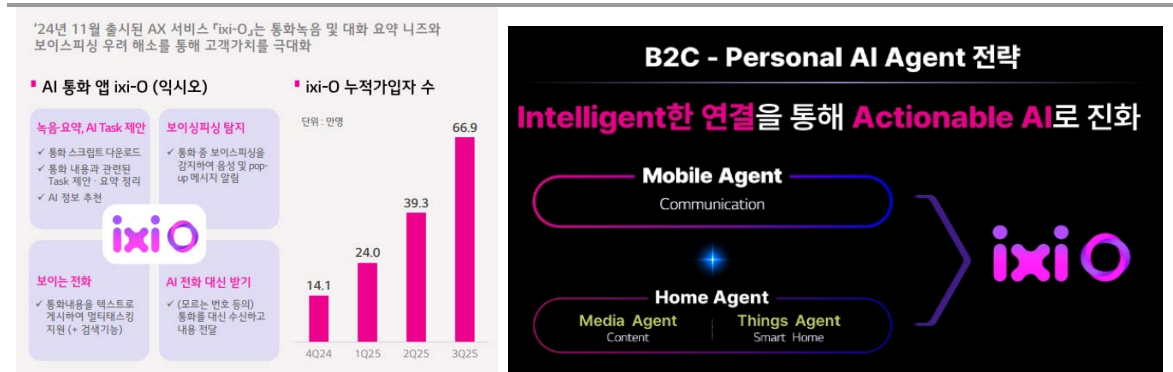 ‘24년 11월 출시된 AX 서비스 「ixi-O」는 통화녹음 및 대화 요약 니즈와
보이스피싱 우려 해소를 통해 고객가치를 극대화
AI 통화 앱 ixi-O (익시오)
녹음·요약, AI Task 제안
✓ 통화 스크립트 다운로드
✓ 통화 내용과 관련된
Task 제안·요약 정리
✓ AI 정보 추천
보이싱피싱 탐지
✓ 통화 중 보이스피싱을
감지하여 음성 및 pop-
up 메시지 알림
ixi O
보이는 전화
✓ 통화내용을 텍스트로
게시하여 멀티태스킹
지원 (+ 검색기능)
AI 전화 대신 받기
✓ (모르는 번호 등의)
통화를 대신 수신하고
내용 전달
ixi-O 누적가입자 수
단위 : 만명
14.1
24.0
39.3
66.9
4Q24 1Q25 2Q25 3Q25
B2C - Personal AI Agent 전략
Intelligent한 연결을 통해 Actionable AI로 진화
Mobile Agent
Communication
Home Agent
Media Agent
Content
Things Agent
Smart Home
ixi O